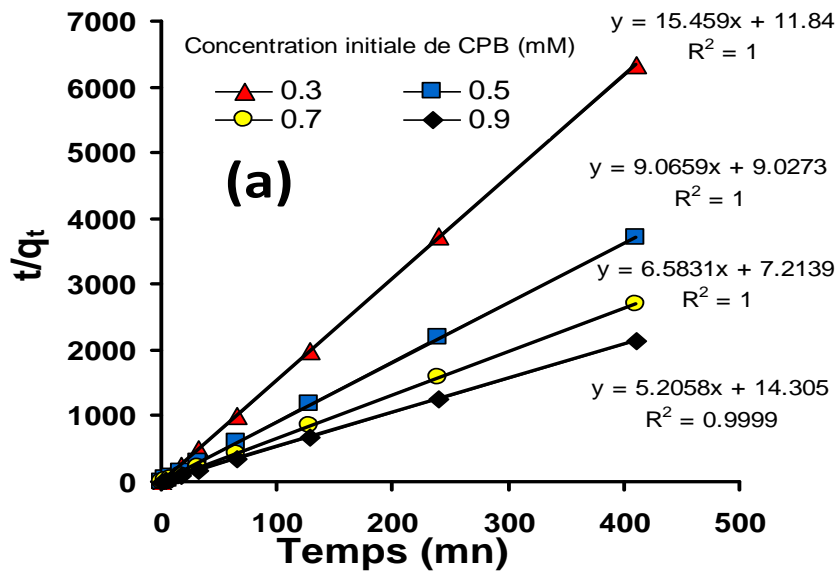 7000
6000
5000
4000
3000
2000
1000
0
t/qt
Concentration initiale de CPB (mM)
0.3
0.5
0.7
0.9
(a)
y = 15.459x + 11.84
R² = 1
y = 9.0659x + 9.0273
R² = 1
y = 6.5831x + 7.2139
R² = 1
y = 5.2058x + 14.305
R² = 0.9999
0 100 200 300 400 500
Temps (mn)